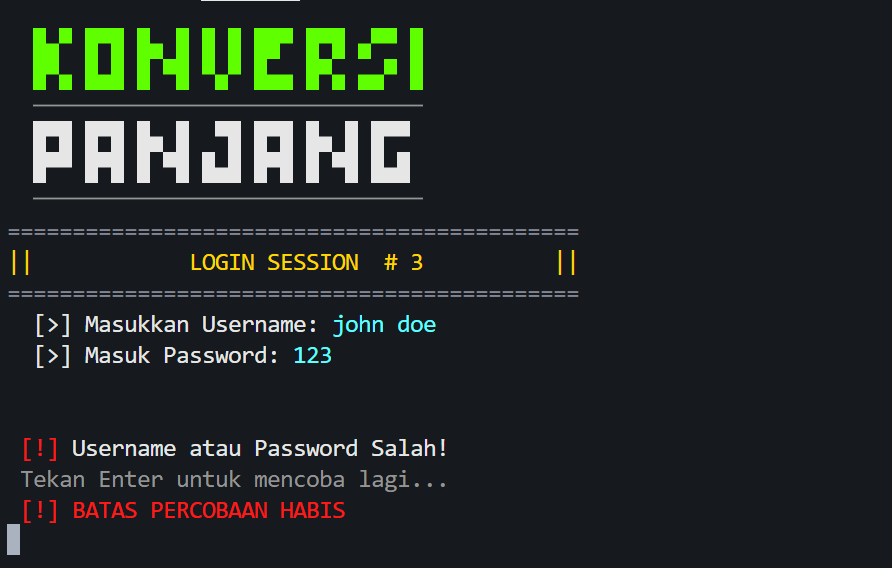 KONVERSI
PANJANG
============================================
|| LOGIN SESSION # 3 ||
============================================
[>] Masukkan Username: john doe
[>] Masuk Password: 123
[!] Username atau Password Salah!
Tekan Enter untuk mencoba lagi...
[!] BATAS PERCOBAAN HABIS